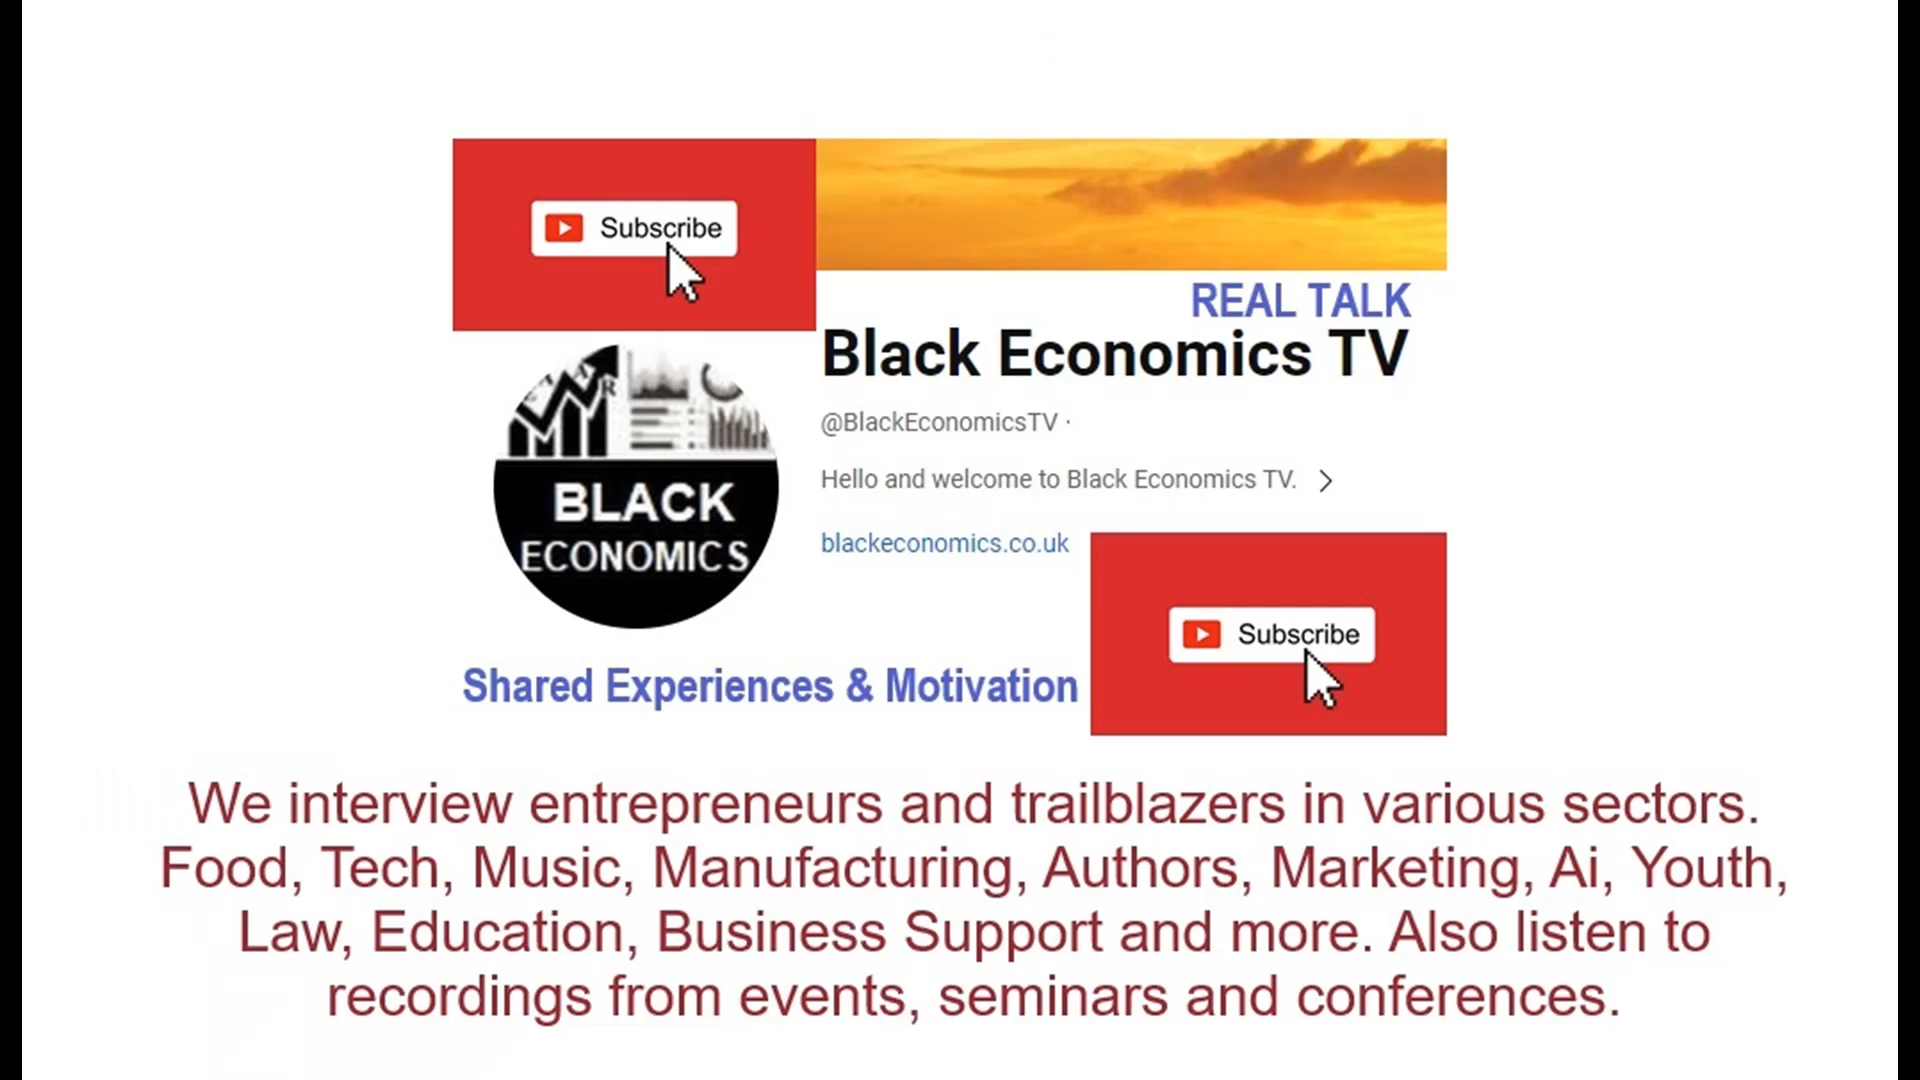 Subscribe
REAL TALK
Black Economics TV
@BlackEconomicsTV ·
Hello and welcome to Black Economics TV.
blackeconomics.co.uk
BLACK
ECONOMICS
Subscribe
Shared Experiences & Motivation
We interview entrepreneurs and trailblazers in various sectors.
Food, Tech, Music, Manufacturing, Authors, Marketing, Ai, Youth,
Law, Education, Business Support and more. Also listen to
recordings from events, seminars and conferences.